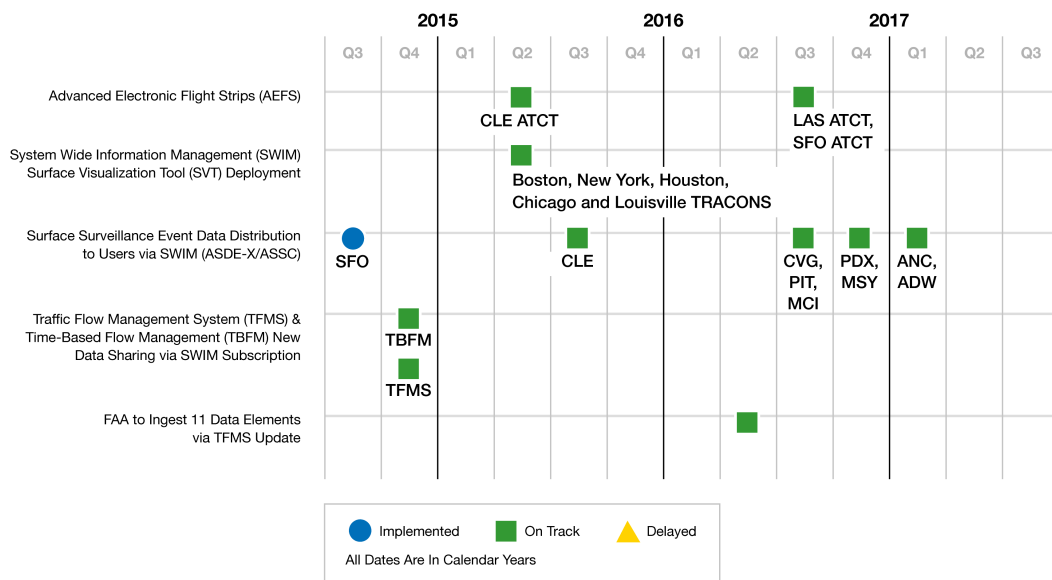 2015 2016 2017
Q3 Q4 Q1 Q2 Q3 Q4 Q1 Q2 Q3 Q4 Q1 Q2 Q3
Advanced Electronic Flight Strips (AEFS)
CLE ATCT
LAS ATCT,
SFO ATCT
System Wide Information Management (SWIM)
Surface Visualization Tool (SVT) Deployment
Boston, New York, Houston,
Chicago and Louisville TRACONS
Surface Surveillance Event Data Distribution
to Users via SWIM (ASDE-X/ASSC)
SFO
CLE
CVG,
PIT,
MCI
PDX,
MSY
ANC,
ADW
Traffic Flow Management System (TFMS) &
Time-Based Flow Management (TBFM) New
Data Sharing via SWIM Subscription
TBFM
TFMS
FAA to Ingest 11 Data Elements
via TFMS Update
Implemented On Track Delayed
All Dates Are In Calendar Years